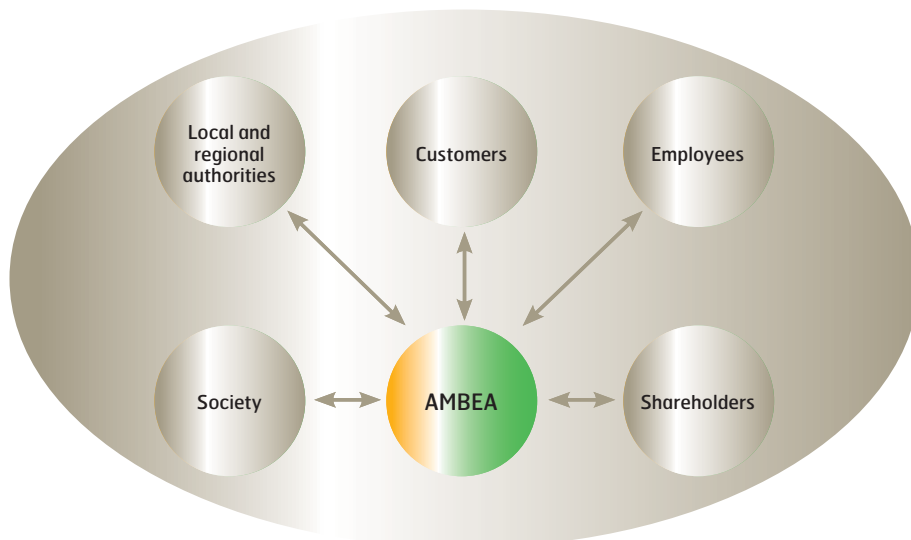 Local and
regional
authorities
Customers
Employees
Society
AMBEA
Shareholders